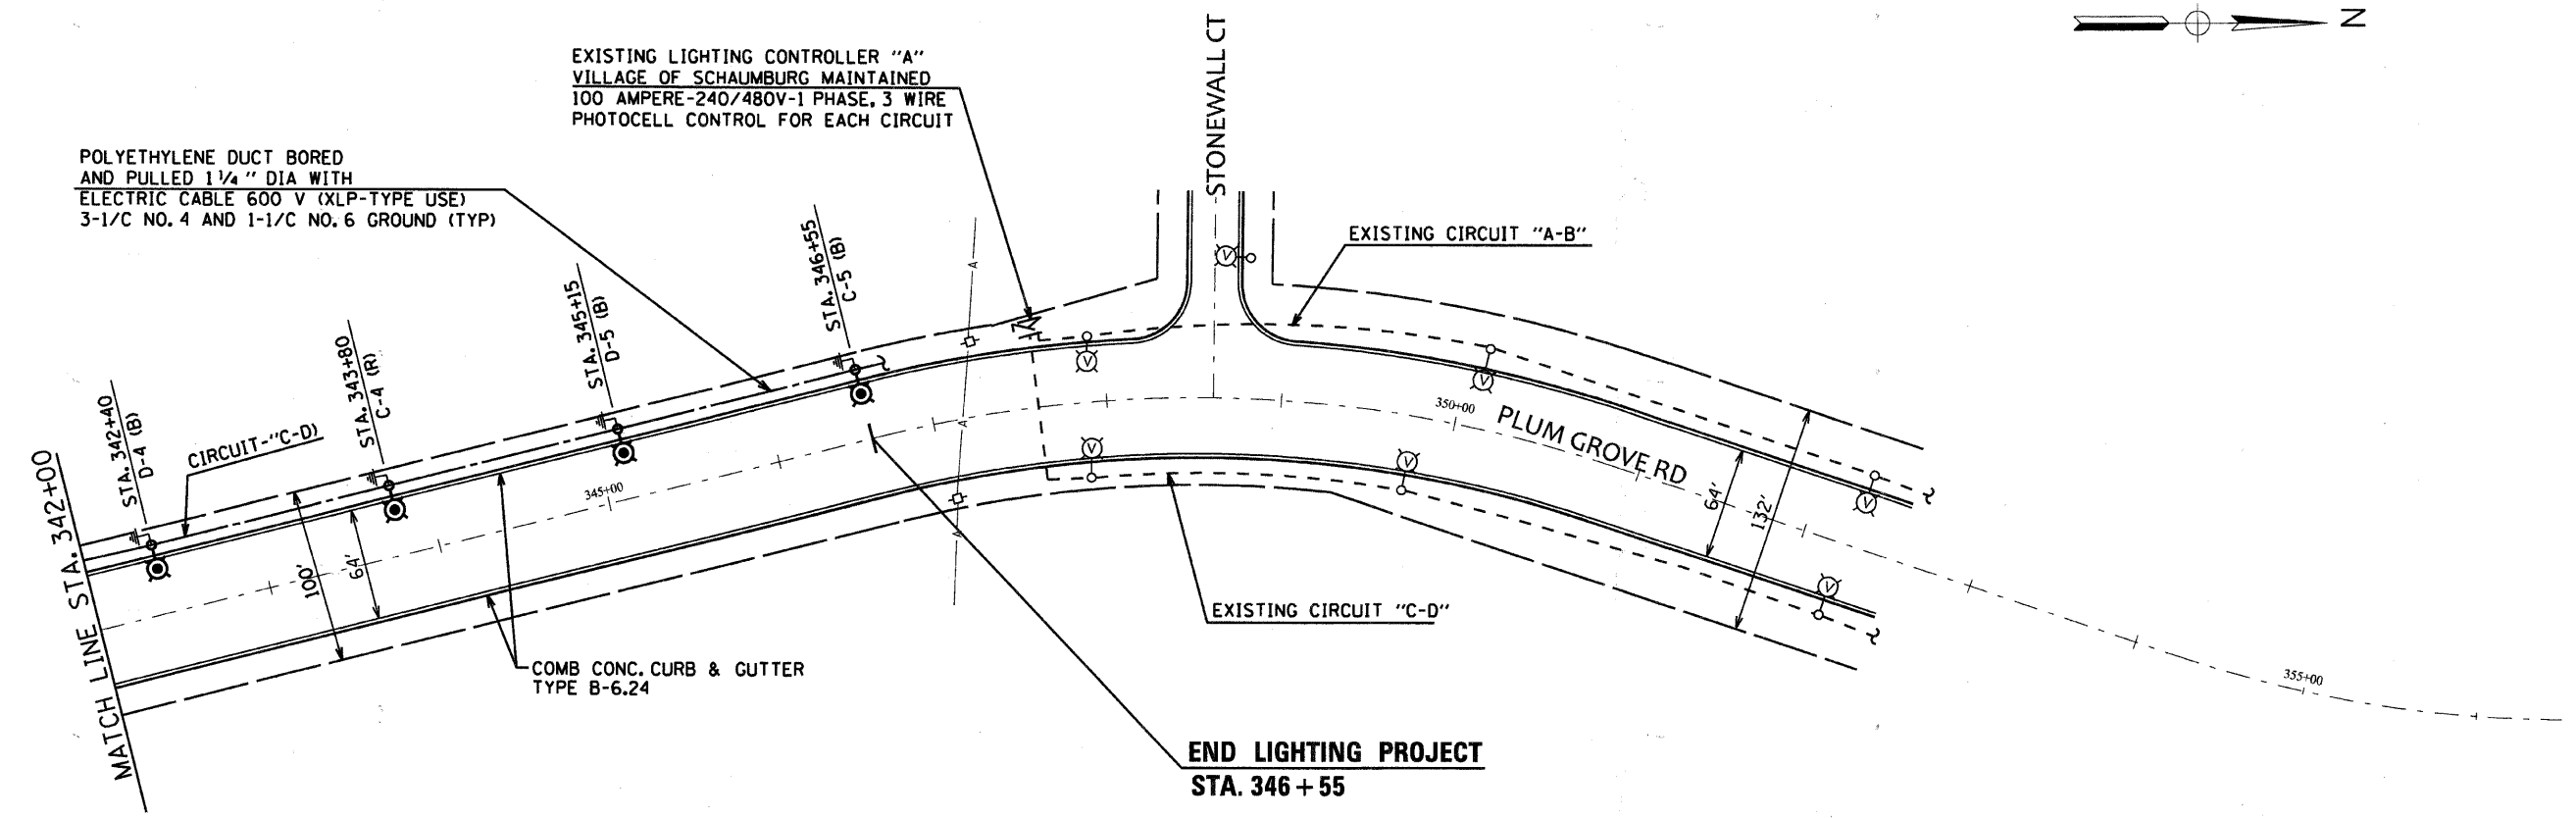 N
EXISTING LIGHTING CONTROLLER "A"
VILLAGE OF SCHAUMBURG MAINTAINED
100 AMPERE-240/480V-1 PHASE, 3 WIRE
PHOTOCELL CONTROL FOR EACH CIRCUIT
STONEWALL CT
POLYETHYLENE DUCT BORED
AND PULLED 1 1/4" DIA WITH
ELECTRIC CABLE 600 V (XLP-TYPE USE)
3-1/C NO. 4 AND 1-1/C NO. 6 GROUND (TYP)
EXISTING CIRCUIT "A-B"
STA. 346+55
C-5 (B)
STA. 345+15
D-5 (B)
STA. 343+80
C-4 (R)
STA. 342+40
D-4 (B)
CIRCUIT-"C-D)
A
A
A
V
V
V
V
V
V
V
350+00
PLUM GROVE RD
64'
132'
345+00
100'
64'
MATCH LINE STA. 342+00
EXISTING CIRCUIT "C-D"
COMB CONC. CURB & GUTTER
TYPE B-6.24
355+00
END LIGHTING PROJECT
STA. 346+55